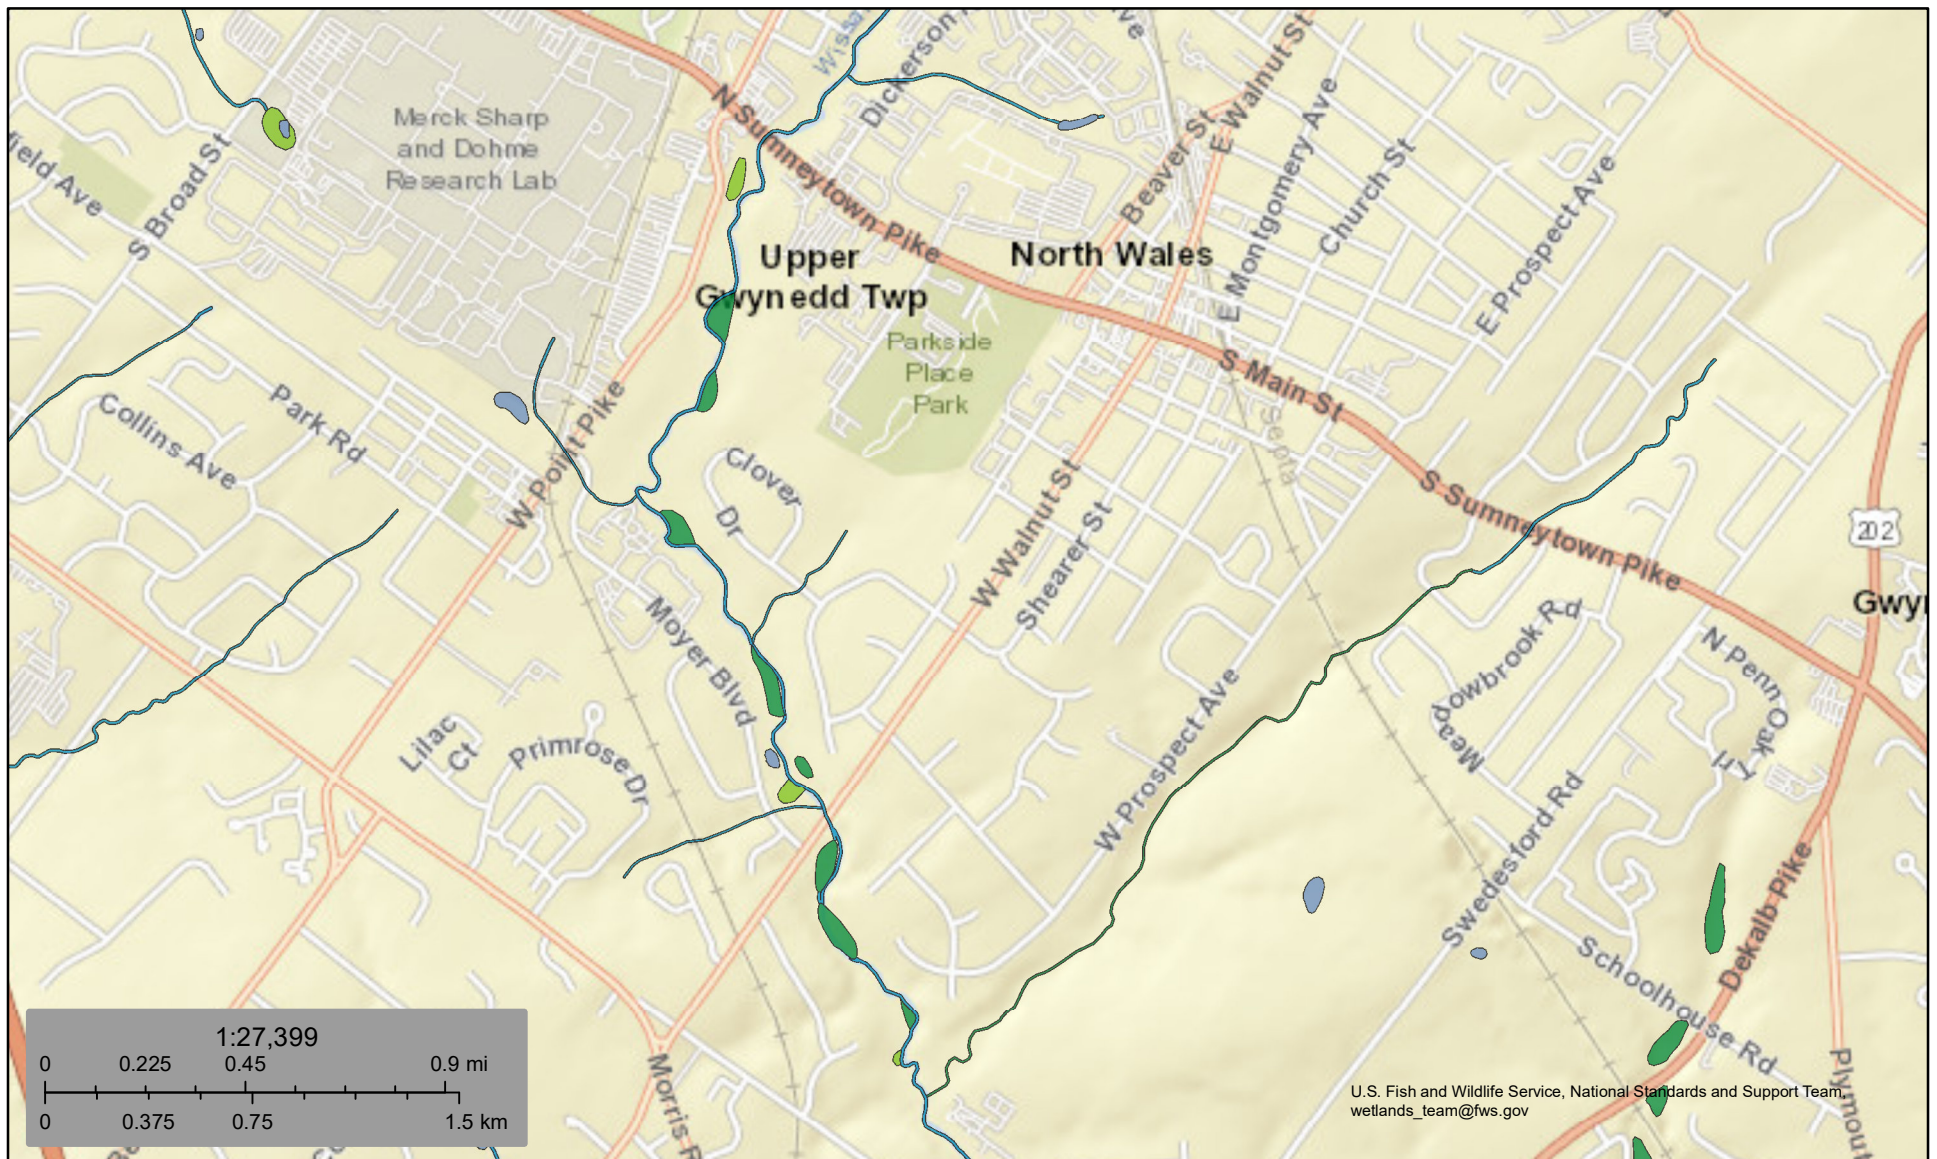 Wissa
Dickerson
Ave
E Walnut St
N Sumneytown Pike
Merck Sharp
and Dohme
Research Lab
field Ave
S Broad St
Beaver St
E Montgomery Ave
Church St
E Prospect Ave
Upper
Gwynedd Twp
North Wales
Parkside
Place
Park
S Main St
Septa
Collins Ave
Park Rd
W Point Pike
Clover
Dr
W Walnut St
Shearer St
S Sumneytown Pike
202
Gwy
Moyer Blvd
Meadowbrook Rd
N Penn Oak
Lilac
Ct
Primrose Dr
W Prospect Ave
Swedesford Rd
Dekalb Pike
Schoolhouse Rd
Plymout
Morris R
1:27,399
0 0.225 0.45 0.9 mi
0 0.375 0.75 1.5 km
U.S. Fish and Wildlife Service, National Standards and Support Team,
wetlands_team@fws.gov